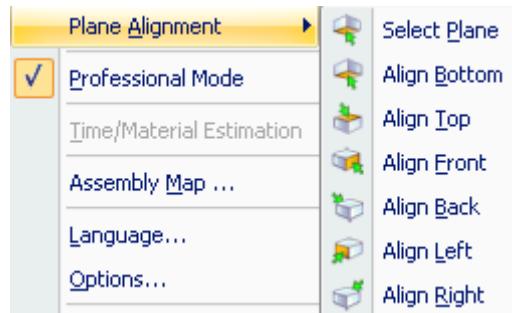 Plane Alignment
Professional Mode
Time/Material Estimation
Assembly Map ...
Language...
Options...
Select Plane
Align Bottom
Align Top
Align Front
Align Back
Align Left
Align Right